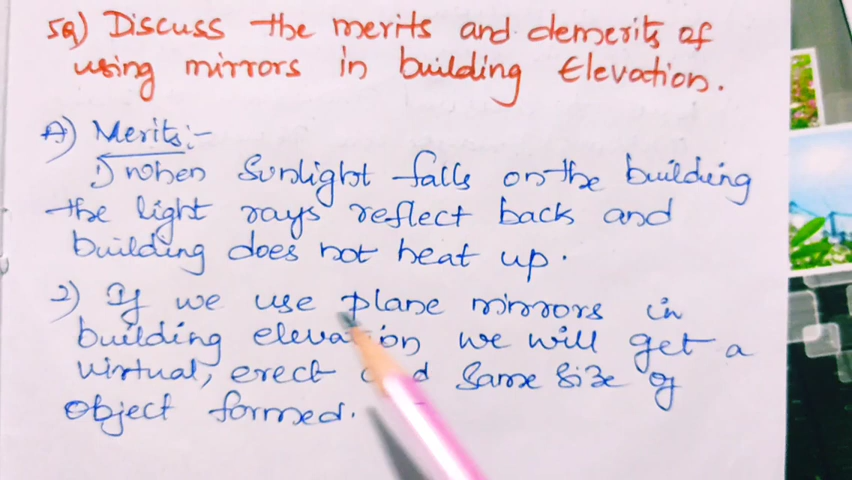 5Q) Discuss the merits and demerits of
using mirrors in building Elevation.
A) Merits:-
1) when Sunlight falls on the building
the light rays reflect back and
building does not heat up.
2) If we use plane mirrors in
building elevation we will get a
virtual, erect and same size of
object formed.